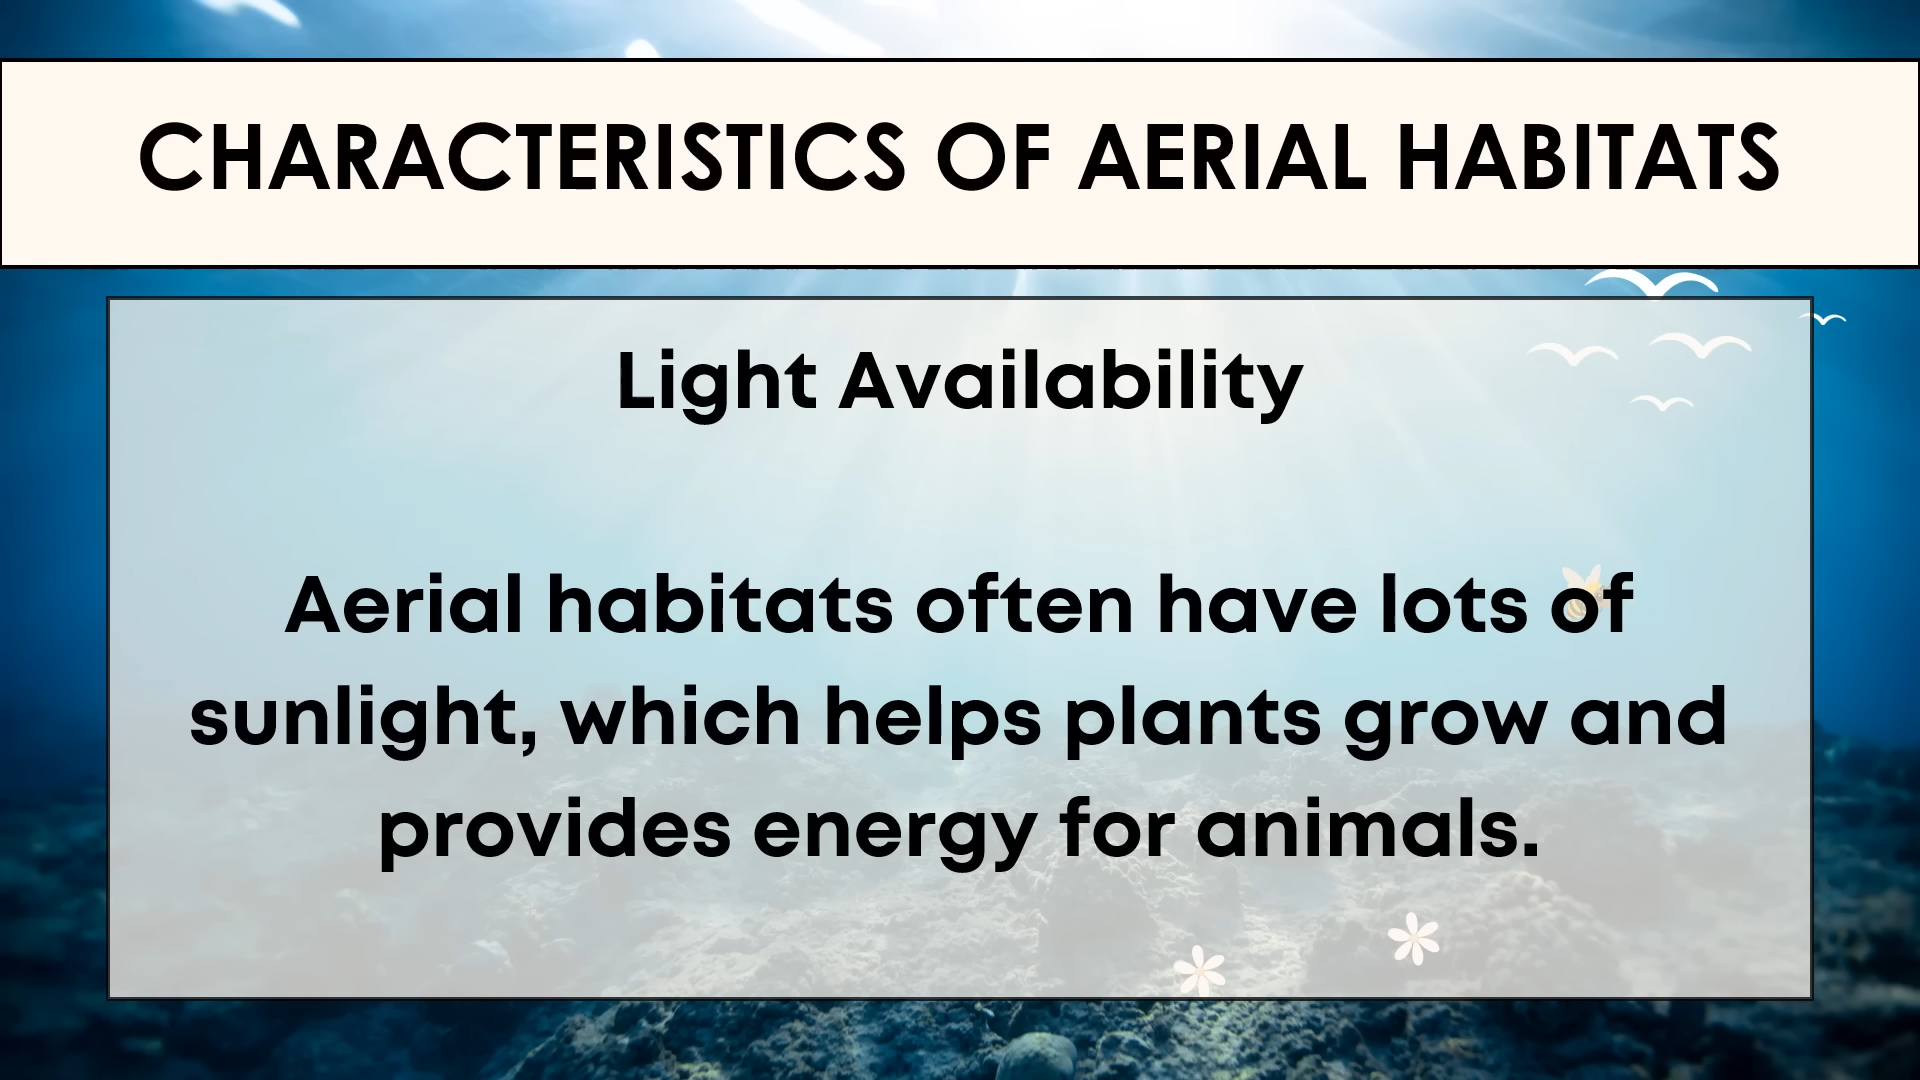 CHARACTERISTICS OF AERIAL HABITATS
Light Availability
Aerial habitats often have lots of
sunlight, which helps plants grow and
provides energy for animals.